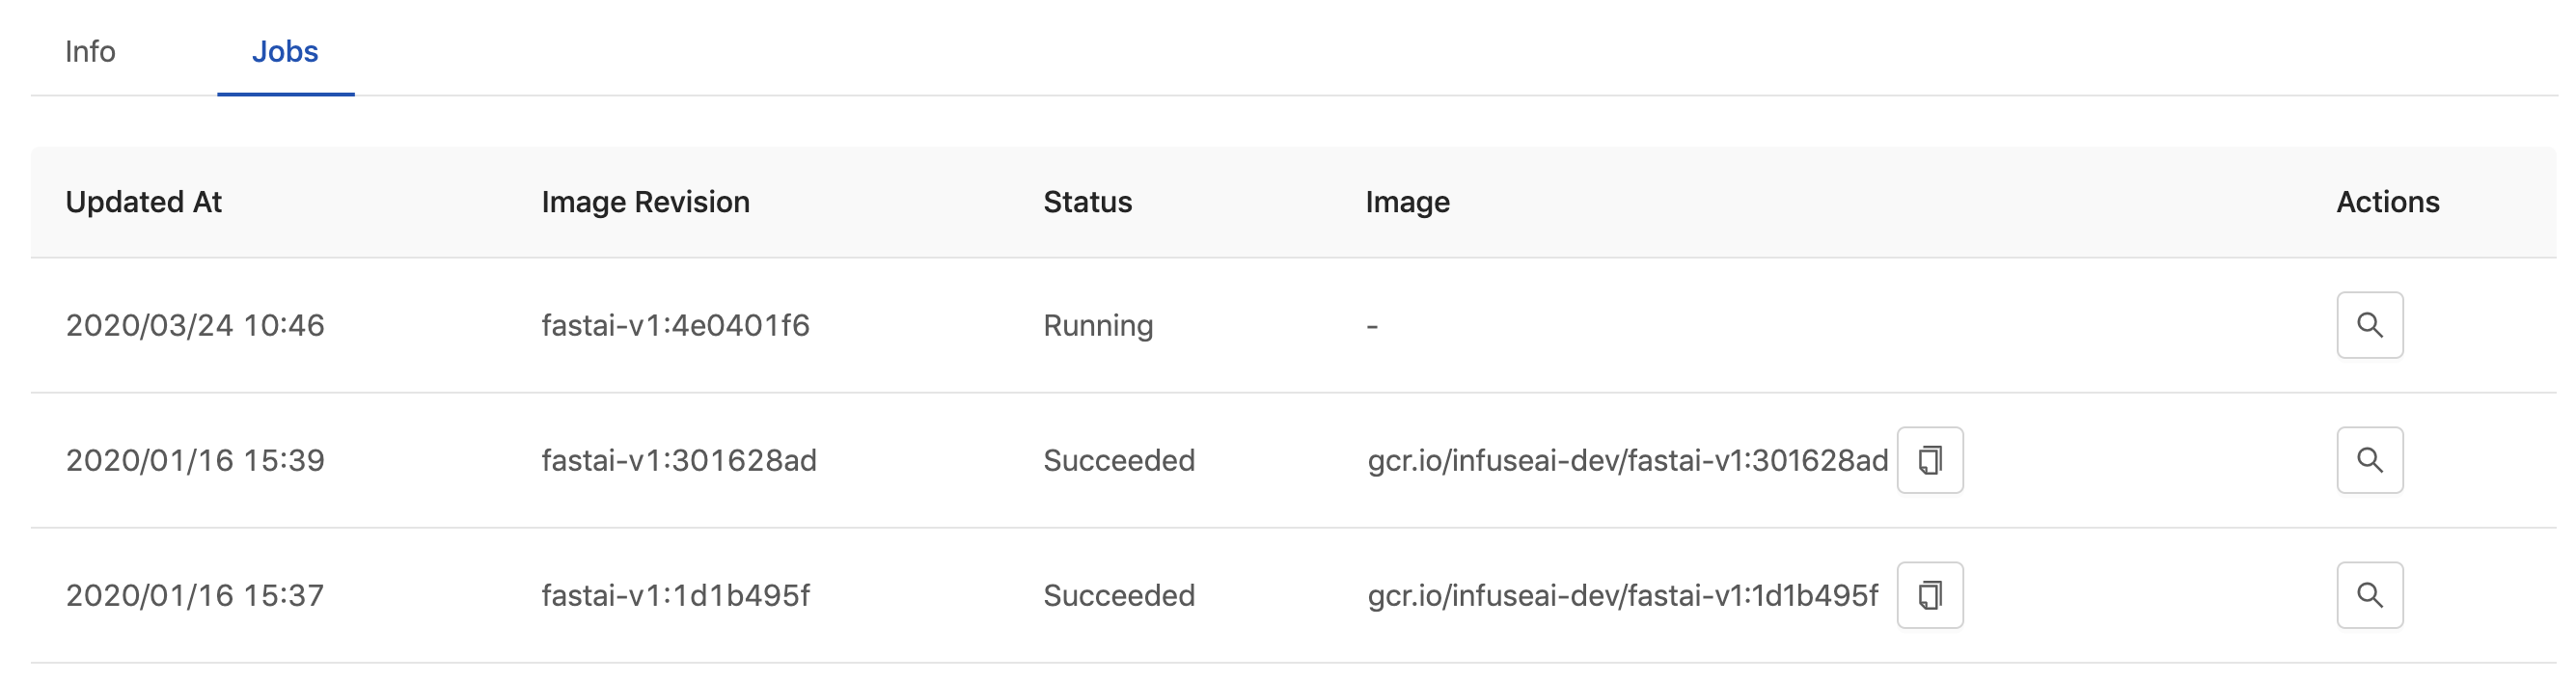 Info Jobs
Updated At Image Revision Status Image Actions
2020/03/24 10:46 fastai-v1:4e0401f6 Running -
2020/01/16 15:39 fastai-v1:301628ad Succeeded gcr.io/infuseai-dev/fastai-v1:301628ad
2020/01/16 15:37 fastai-v1:1d1b495f Succeeded gcr.io/infuseai-dev/fastai-v1:1d1b495f